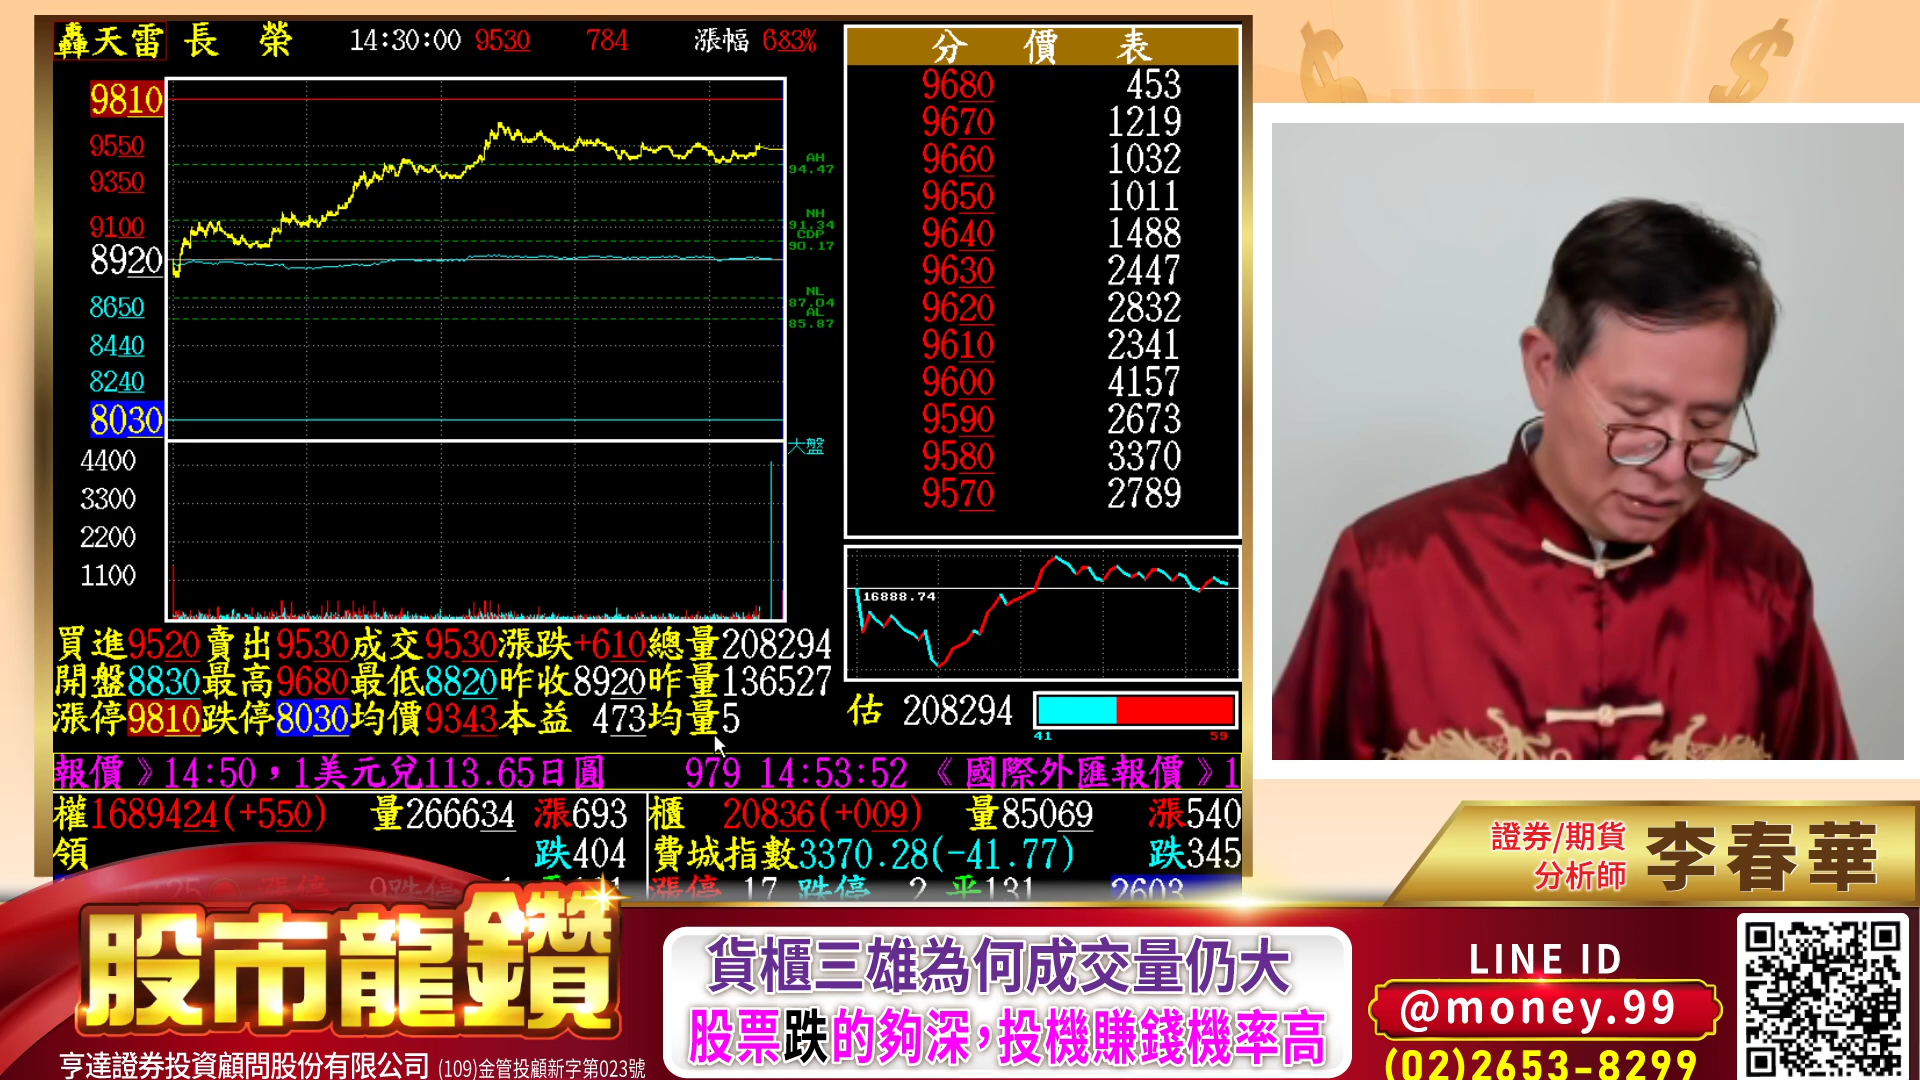 轟天雷 長 榮 14:30:00 9530 784 漲幅 683%
9810
9550
9350
9100
8920
8650
8440
8240
8030
AH
94.47
NH
91.34
CDP
90.17
NL
87.04
AL
85.87
大盤
4400
3300
2200
1100
分 價 表
9680 453
9670 1219
9660 1032
9650 1011
9640 1488
9630 2447
9620 2832
9610 2341
9600 4157
9590 2673
9580 3370
9570 2789
16888.74
買進9520賣出9530成交9530漲跌+610總量208294
開盤8830最高9680最低8820昨收8920昨量136527
漲停9810跌停8030均價9343本益 473均量5
估 208294
41 59
報價》14:50，1美元兌113.65日圓 979 14:53:52 《國際外匯報價》1
權1689424(+550) 量266634 漲693
領 跌404
櫃 20836(+009) 量85069 漲540
費城指數3370.28(-41.77) 跌345
漲停 17 跌停 2 平131 2603
證券/期貨
分析師
李春華
股市龍鑽
亨達證券投資顧問股份有限公司 (109)金管投顧新字第023號
貨櫃三雄為何成交量仍大
股票跌的夠深，投機賺錢機率高
LINE ID
@money.99
(02)2653-8299